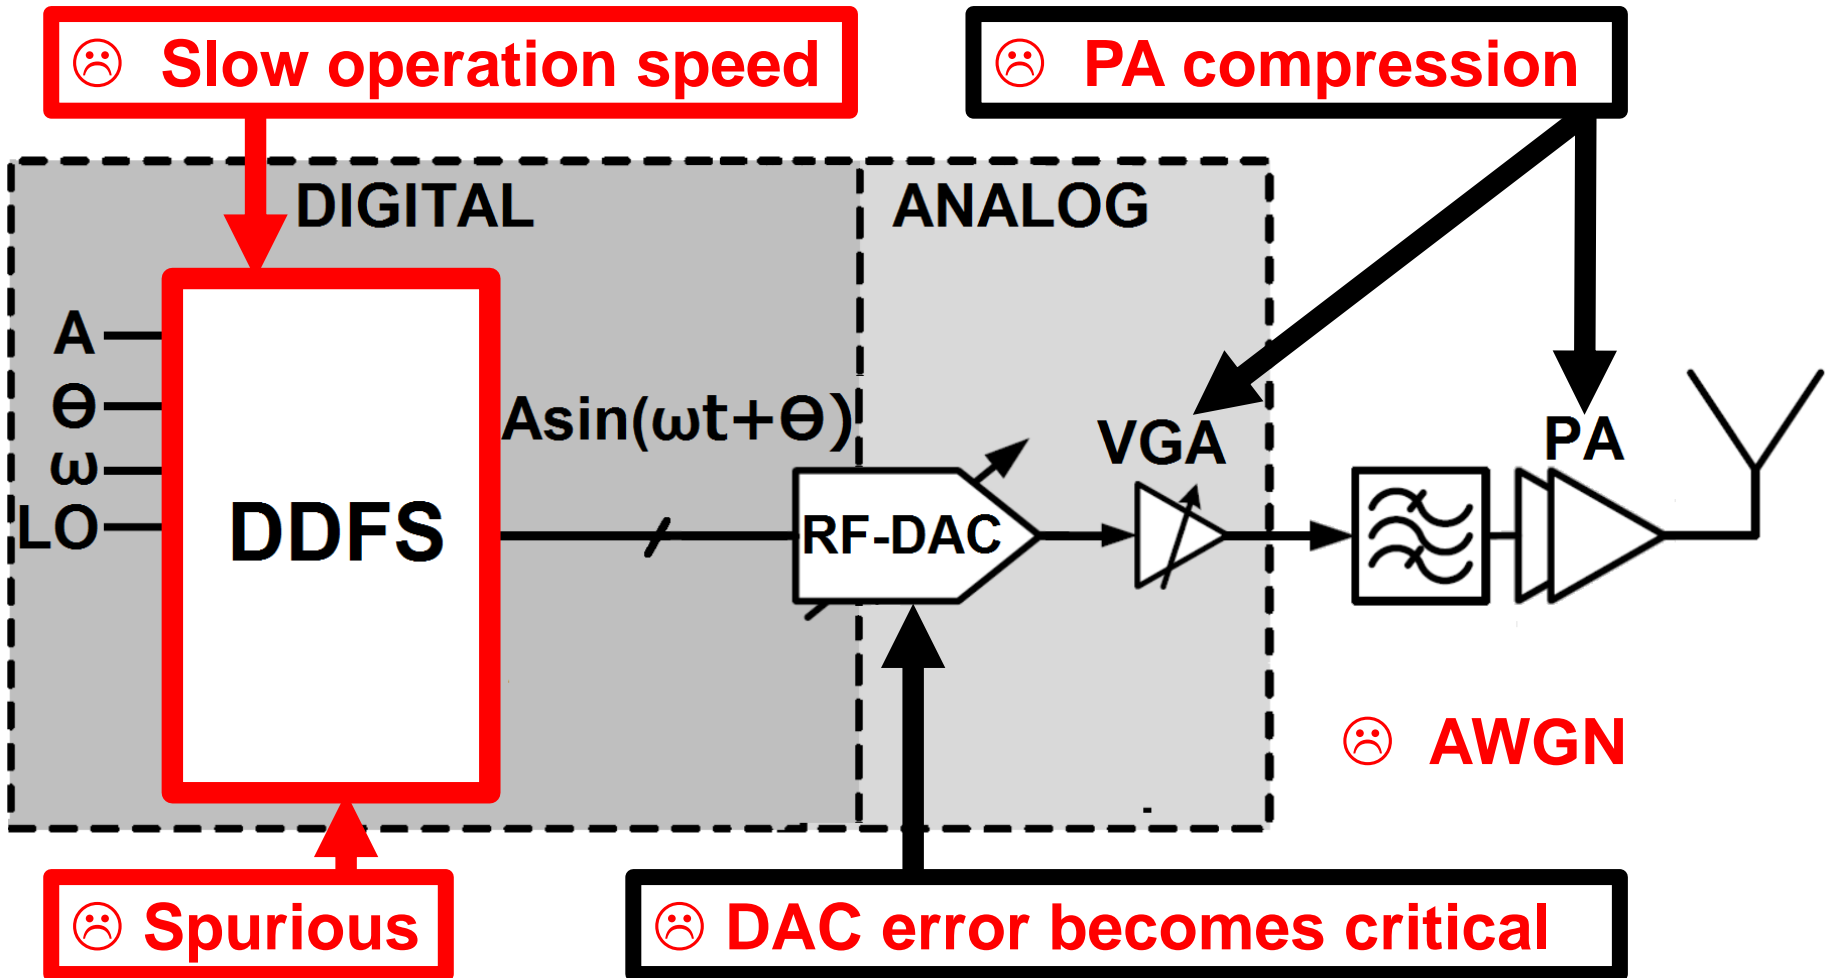 ☹ Slow operation speed
☹ PA compression
DIGITAL
ANALOG
A
ϴ
ω
LO
DDFS
Asin(ωt+ϴ)
RF-DAC
VGA
PA
☹ AWGN
☹ Spurious
☹ DAC error becomes critical